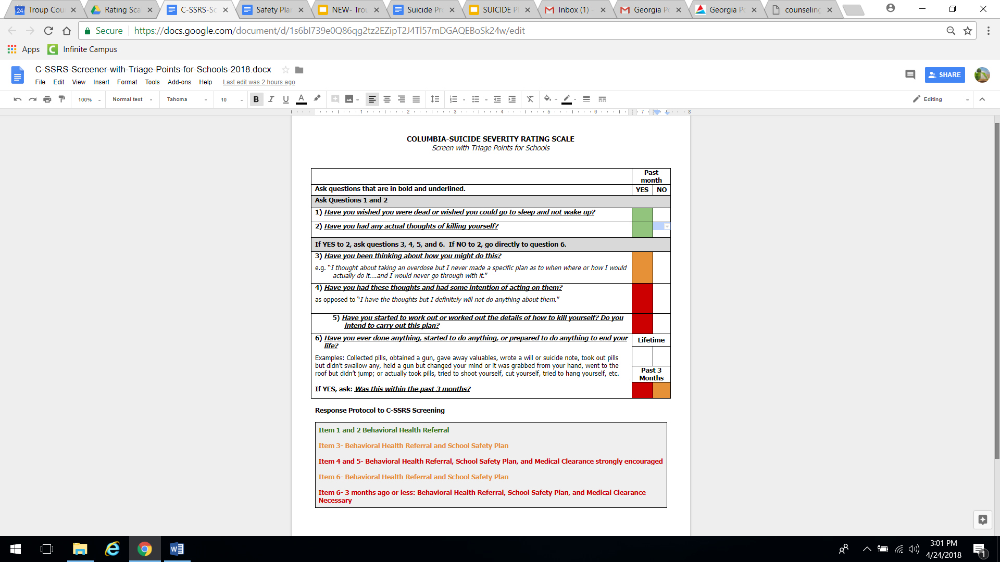 Troup Cou
Rating Sca
C-SSRS-Sc
Safety Plan
NEW- Trou
Suicide Pro
SUICIDE P
Inbox (1) -
Georgia Po
Georgia Po
counseling
Secure
https://docs.google.com/document/d/1s6bI739e0Q86qg2tz2EZipT2J4Tl57mDGAQEBoSk24w/edit
Apps
Infinite Campus
C-SSRS-Screener-with-Triage-Points-for-Schools-2018.docx
File Edit View Insert Format Tools Add-ons Help Last edit was 2 hours ago
SHARE
100% Normal text Tahoma 10 B I U A Editing
1 2 3 4 5 6 7 8
COLUMBIA-SUICIDE SEVERITY RATING SCALE
Screen with Triage Points for Schools
Past
month
Ask questions that are in bold and underlined. YES NO
Ask Questions 1 and 2
1) Have you wished you were dead or wished you could go to sleep and not wake up?
2) Have you had any actual thoughts of killing yourself?
If YES to 2, ask questions 3, 4, 5, and 6. If NO to 2, go directly to question 6.
3) Have you been thinking about how you might do this?
e.g. “I thought about taking an overdose but I never made a specific plan as to when where or how I would
actually do it....and I would never go through with it.”
4) Have you had these thoughts and had some intention of acting on them?
as opposed to “I have the thoughts but I definitely will not do anything about them.”
5) Have you started to work out or worked out the details of how to kill yourself? Do you
intend to carry out this plan?
6) Have you ever done anything, started to do anything, or prepared to do anything to end your
life?
Lifetime
Examples: Collected pills, obtained a gun, gave away valuables, wrote a will or suicide note, took out pills
but didn’t swallow any, held a gun but changed your mind or it was grabbed from your hand, went to the
roof but didn’t jump; or actually took pills, tried to shoot yourself, cut yourself, tried to hang yourself, etc.
Past 3
Months
If YES, ask: Was this within the past 3 months?
Response Protocol to C-SSRS Screening
Item 1 and 2 Behavioral Health Referral
Item 3- Behavioral Health Referral and School Safety Plan
Item 4 and 5- Behavioral Health Referral, School Safety Plan, and Medical Clearance strongly encouraged
Item 6- Behavioral Health Referral and School Safety Plan
Item 6- 3 months ago or less: Behavioral Health Referral, School Safety Plan, and Medical Clearance
Necessary
3:01 PM
4/24/2018
1